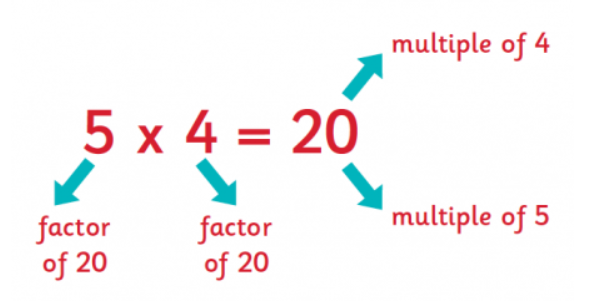 multiple of 4
5 x 4 = 20
multiple of 5
factor
of 20
factor
of 20